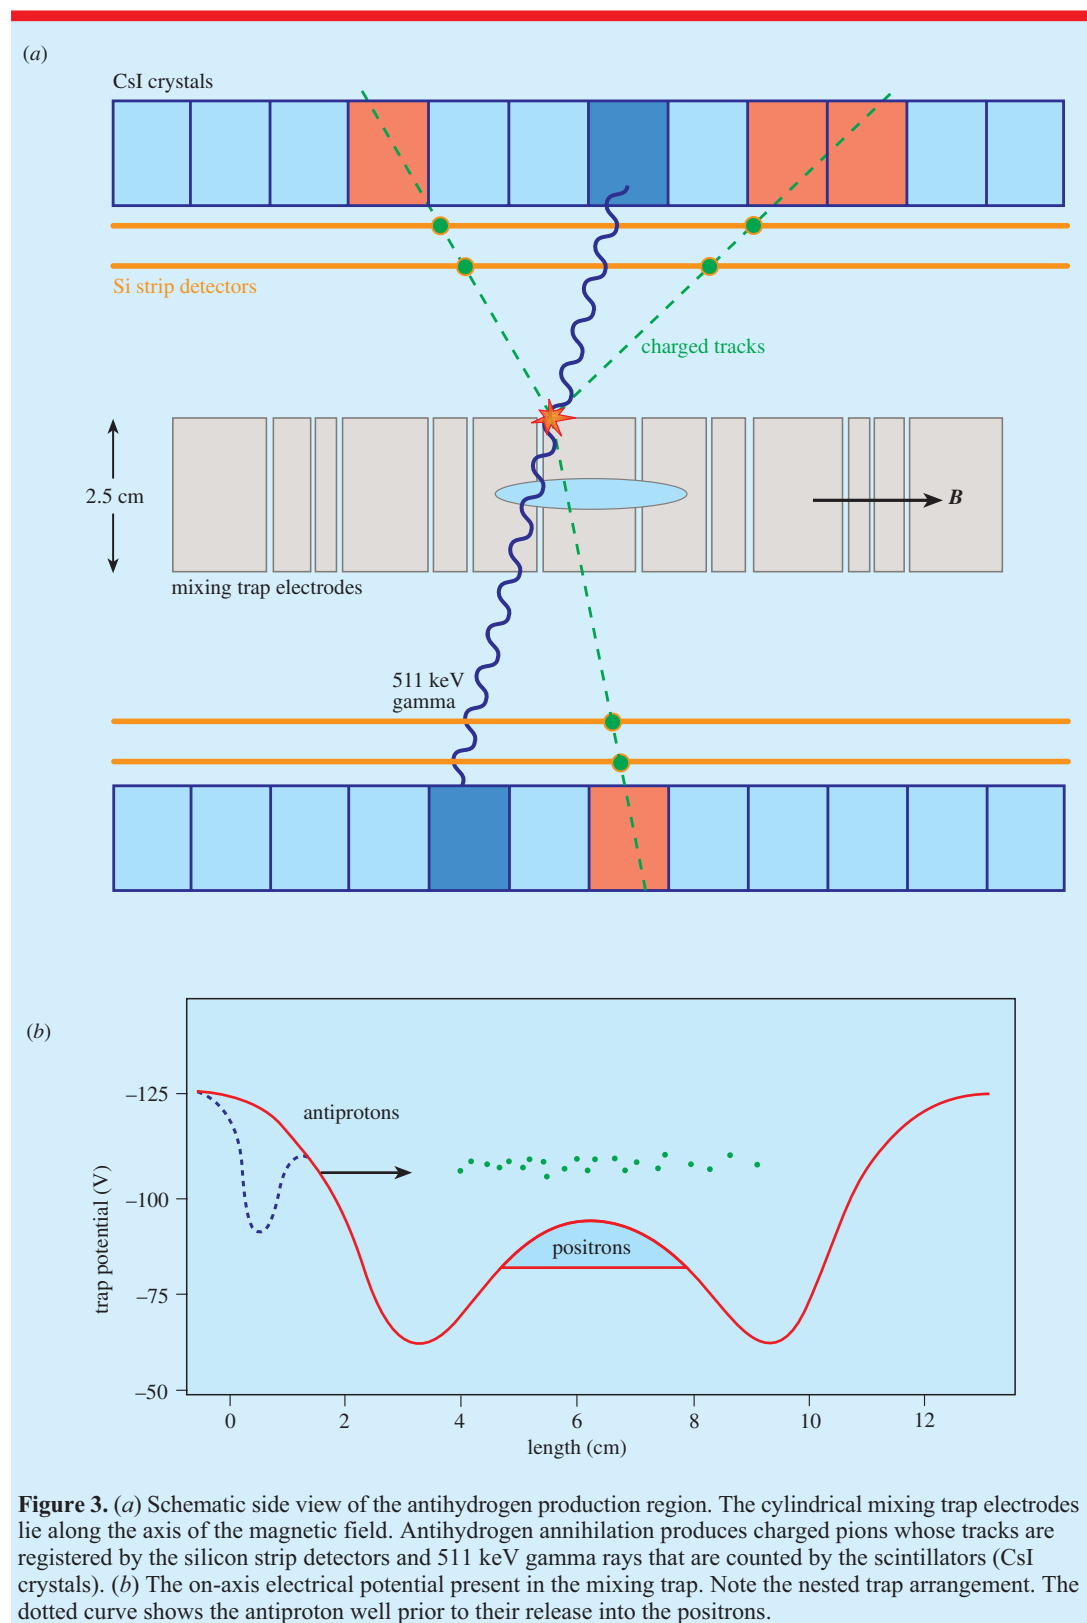 (a)
CsI crystals
Si strip detectors
charged tracks
2.5 cm
B
mixing trap electrodes
511 keV
gamma
(b)
–125
antiprotons
–100
trap potential (V)
positrons
–75
–50
0 2 4 6 8 10 12
length (cm)
Figure 3. (a) Schematic side view of the antihydrogen production region. The cylindrical mixing trap electrodes
lie along the axis of the magnetic field. Antihydrogen annihilation produces charged pions whose tracks are
registered by the silicon strip detectors and 511 keV gamma rays that are counted by the scintillators (CsI
crystals). (b) The on-axis electrical potential present in the mixing trap. Note the nested trap arrangement. The
dotted curve shows the antiproton well prior to their release into the positrons.